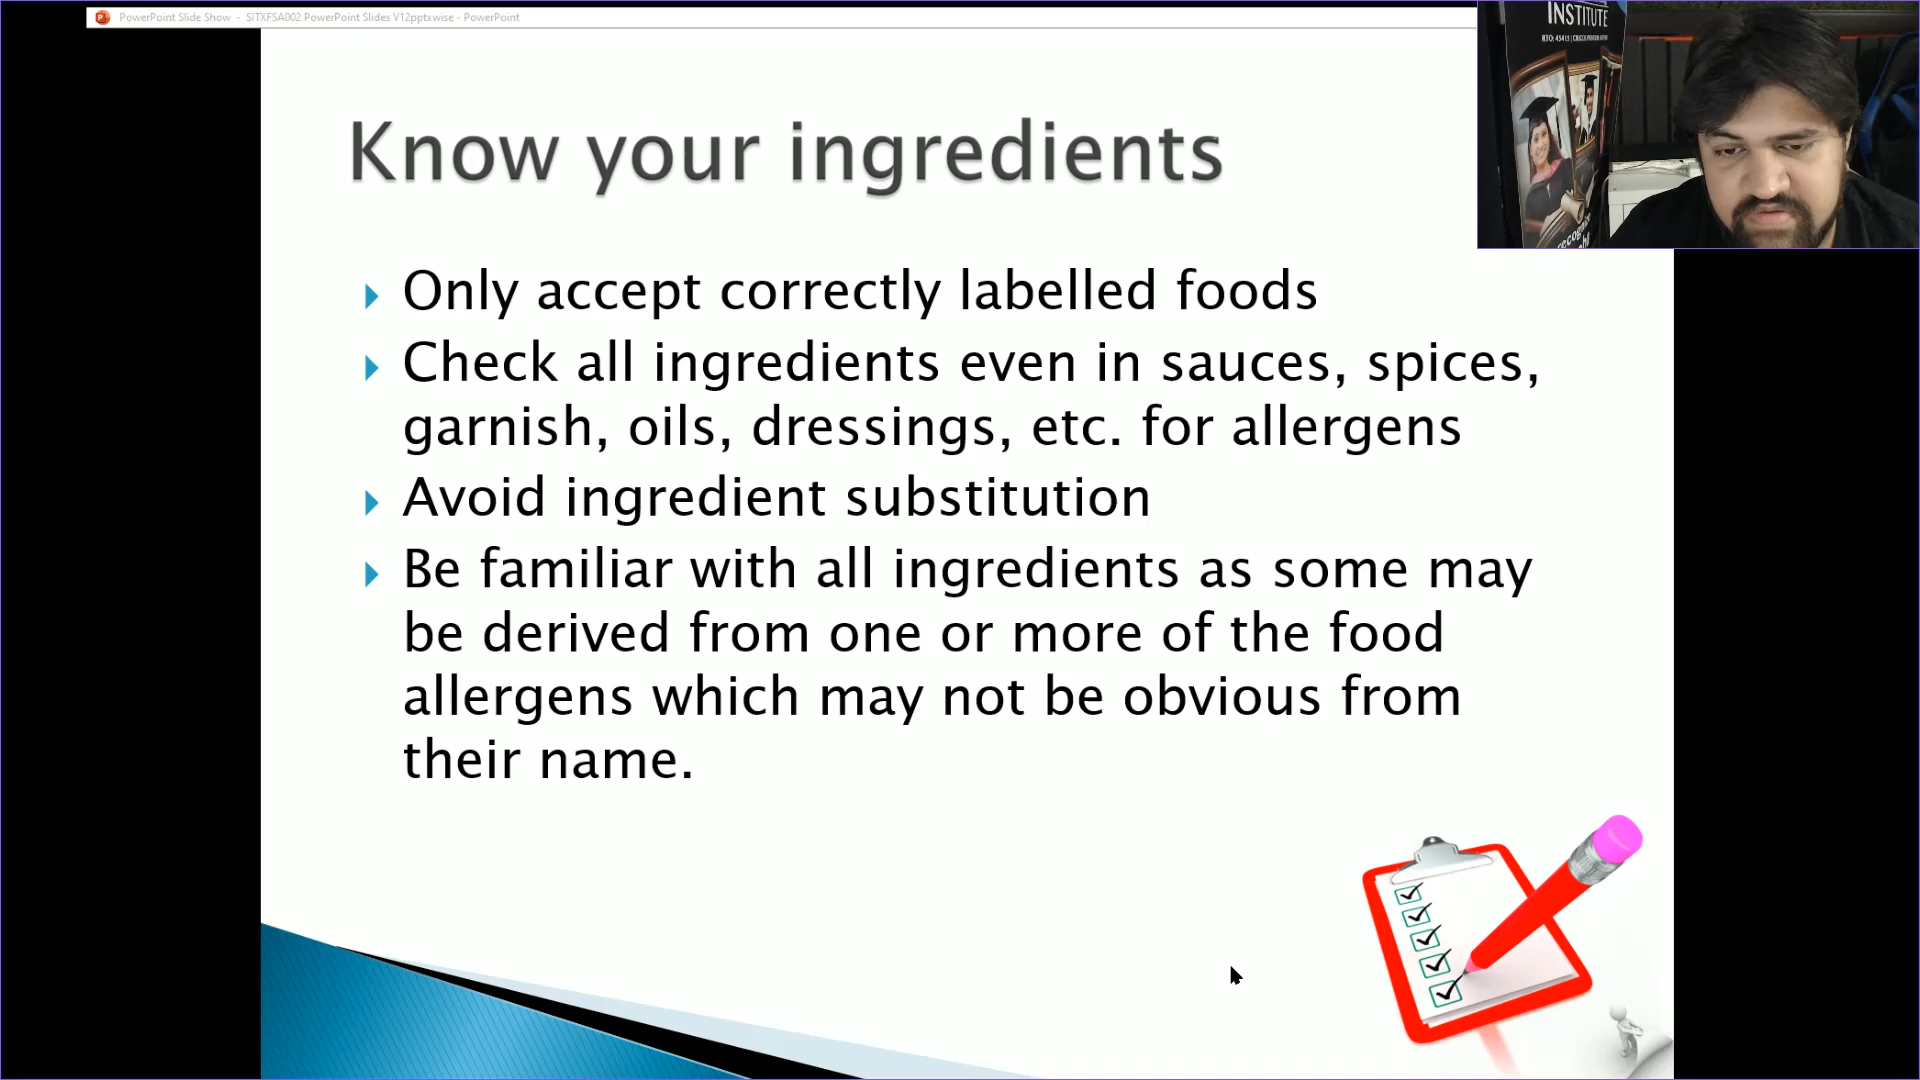 PowerPoint Slide Show - SITXFSA002 PowerPoint Slides V12pptxwise - PowerPoint
INSTITUTE
Know your ingredients
Only accept correctly labelled foods
Check all ingredients even in sauces, spices,
garnish, oils, dressings, etc. for allergens
Avoid ingredient substitution
Be familiar with all ingredients as some may
be derived from one or more of the food
allergens which may not be obvious from
their name.